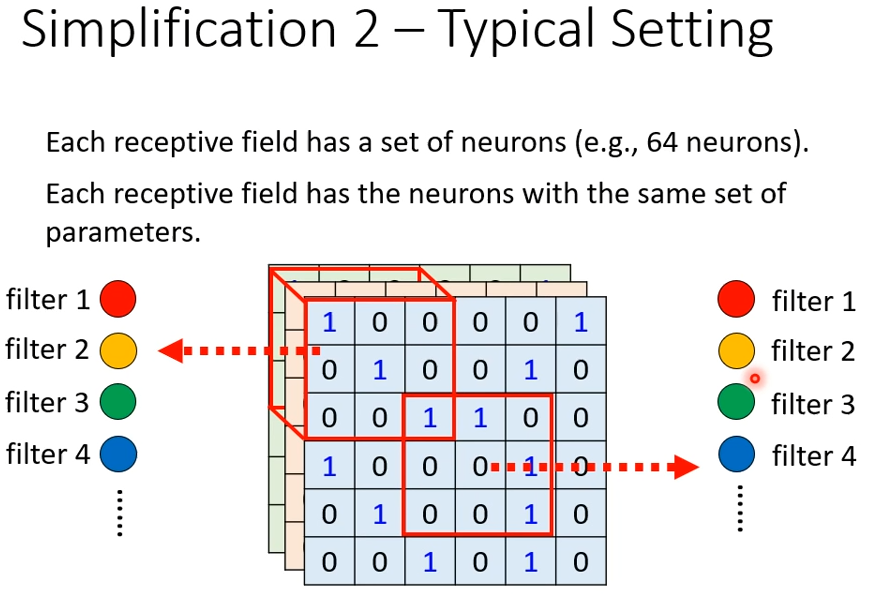 Simplification 2 – Typical Setting
Each receptive field has a set of neurons (e.g., 64 neurons).
Each receptive field has the neurons with the same set of
parameters.
filter 1
filter 2
filter 3
filter 4
1 0 0 0 0 1
0 1 0 0 1 0
0 0 1 1 0 0
1 0 0 0 1 0
0 1 0 0 1 0
0 0 1 0 1 0
filter 1
filter 2
filter 3
filter 4